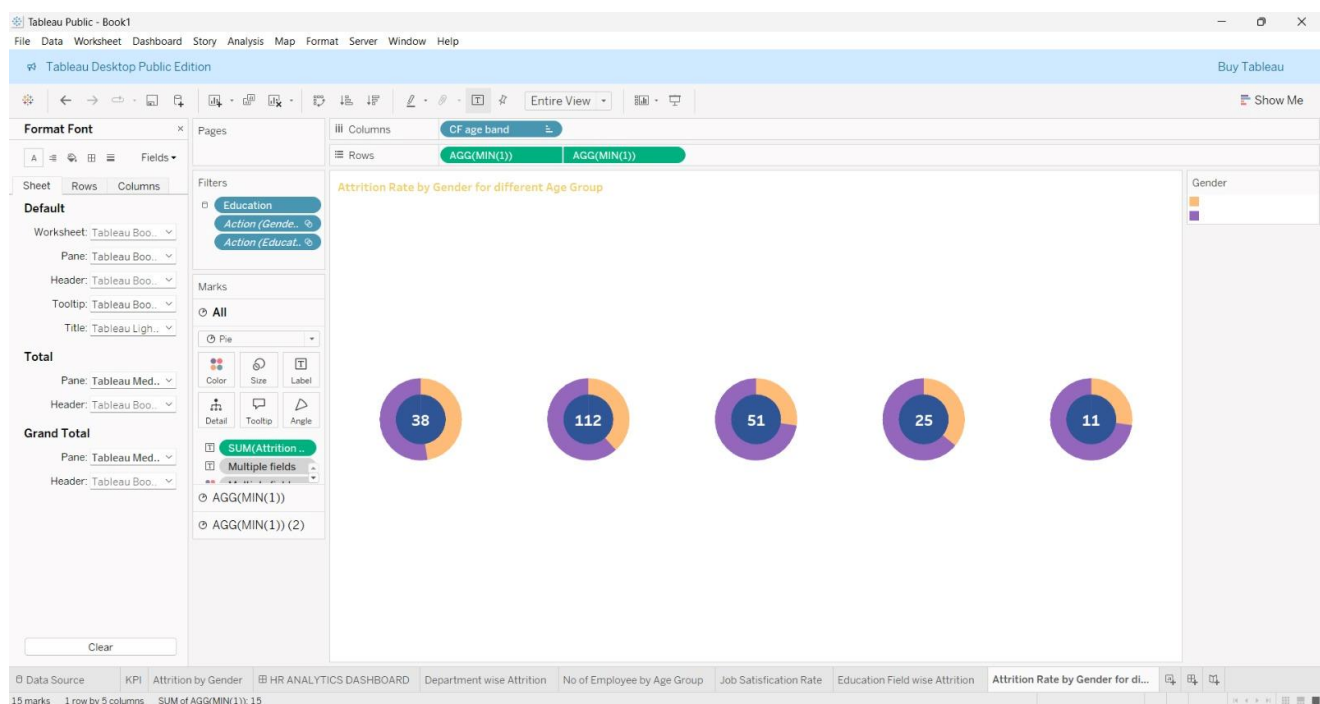 Tableau Public - Book1
File Data Worksheet Dashboard Story Analysis Map Format Server Window Help
Tableau Desktop Public Edition
Buy Tableau
Entire View
Show Me
Format Font
Fields
Sheet Rows Columns
Default
Worksheet: Tableau Boo..
Pane: Tableau Boo..
Header: Tableau Boo..
Tooltip: Tableau Boo..
Title: Tableau Ligh..
Total
Pane: Tableau Med..
Header: Tableau Boo..
Grand Total
Pane: Tableau Med..
Header: Tableau Boo..
Clear
Pages
Filters
Education
Action (Gende..
Action (Educat..
Marks
All
Pie
Color Size Label
Detail Tooltip Angle
SUM(Attrition ..
Multiple fields
AGG(MIN(1))
AGG(MIN(1)) (2)
Columns CF age band
Rows AGG(MIN(1)) AGG(MIN(1))
Attrition Rate by Gender for different Age Group
38 112 51 25 11
Gender
Data Source KPI Attrition by Gender HR ANALYTICS DASHBOARD Department wise Attrition No of Employee by Age Group Job Satisfication Rate Education Field wise Attrition Attrition Rate by Gender for di...
15 marks 1 row by 5 columns SUM of AGG(MIN(1)): 15